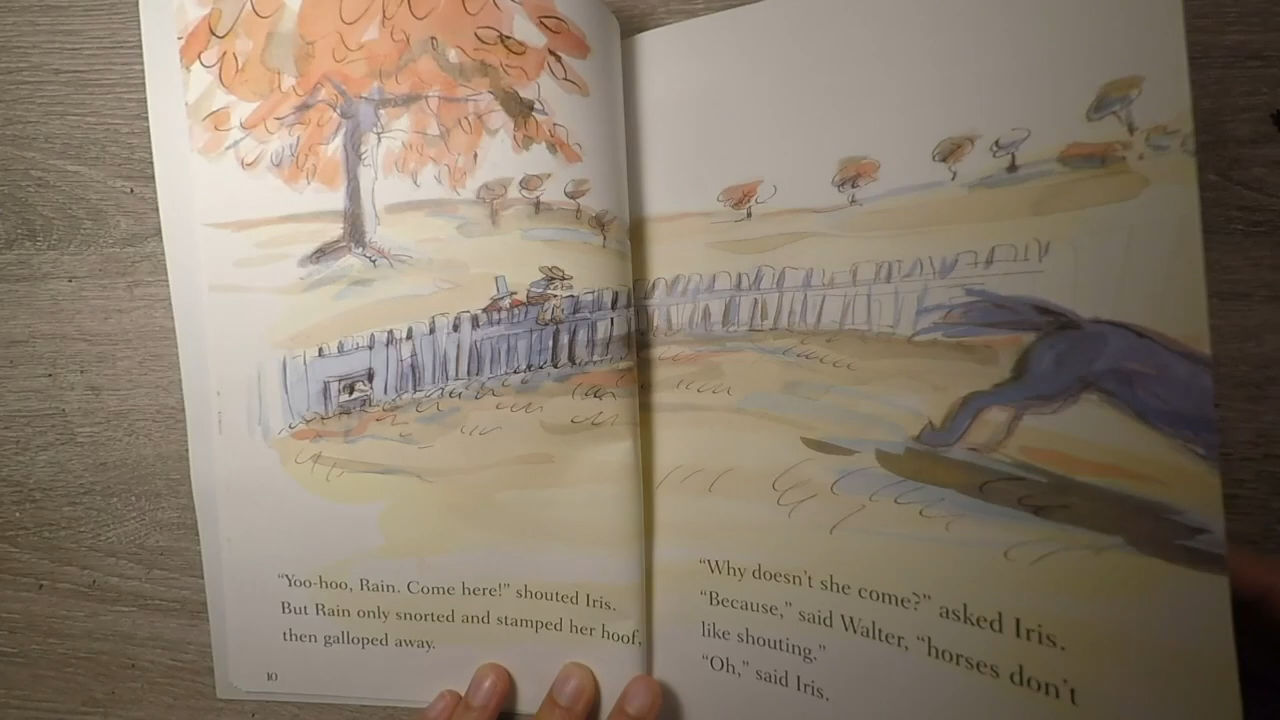 “Yoo-hoo, Rain. Come here!” shouted Iris.
But Rain only snorted and stamped her hoof,
then galloped away.
10
“Why doesn’t she come?” asked Iris.
“Because,” said Walter, “horses don’t
like shouting.”
“Oh,” said Iris.